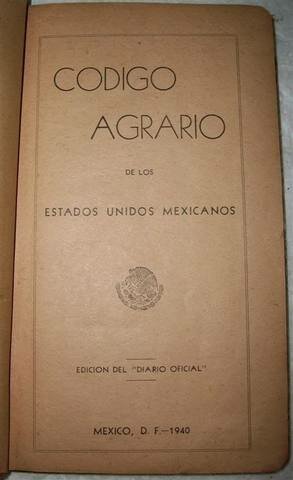 CODIGO
AGRARIO
DE LOS
ESTADOS UNIDOS MEXICANOS
EDICION DEL "DIARIO OFICIAL"
MEXICO, D. F.—1940